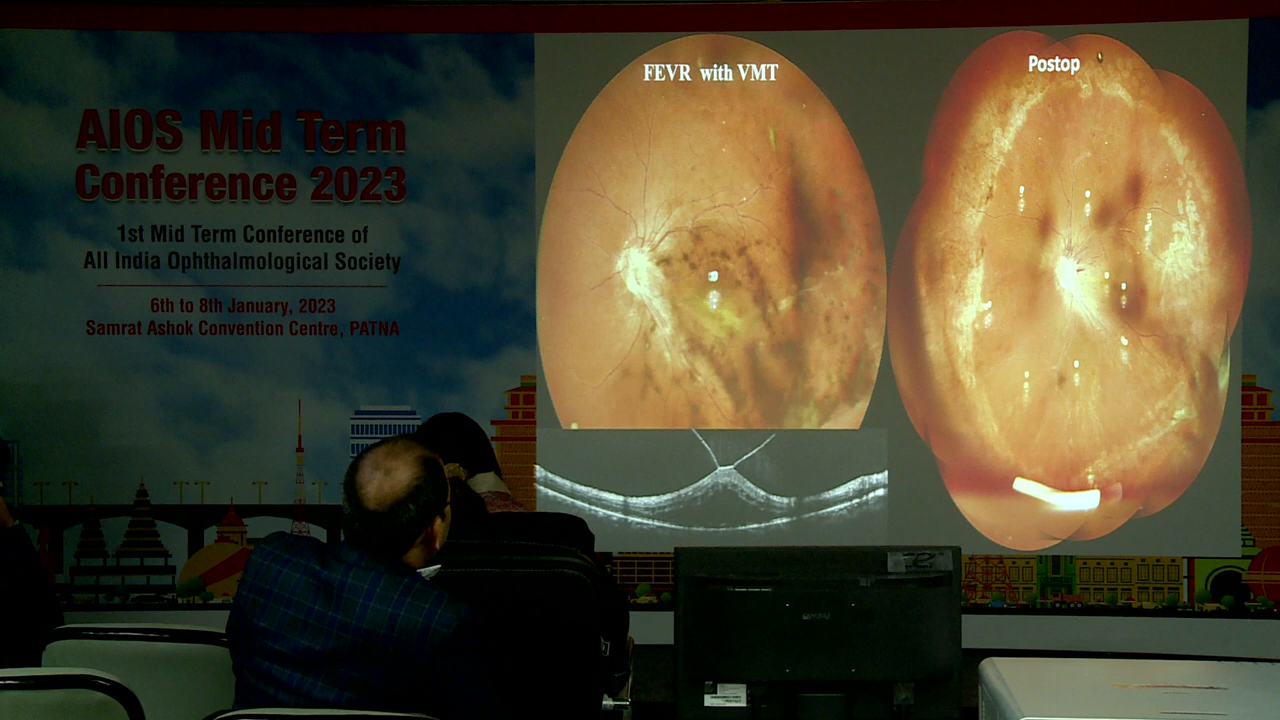 AIOS Mid Term
Conference 2023
1st Mid Term Conference of
All India Ophthalmological Society
6th to 8th January, 2023
Samrat Ashok Convention Centre, PATNA
FEVR with VMT
Postop